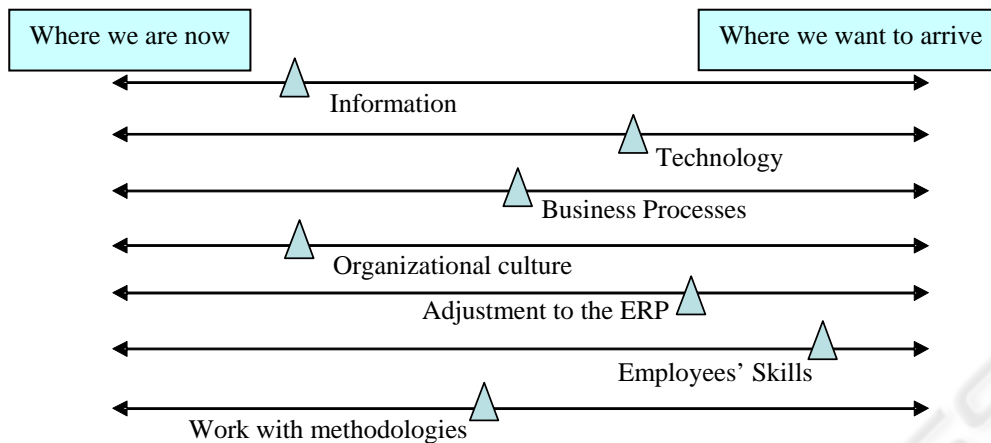 Where we are now
Where we want to arrive
Information
Technology
Business Processes
Organizational culture
Adjustment to the ERP
Employees’ Skills
Work with methodologies